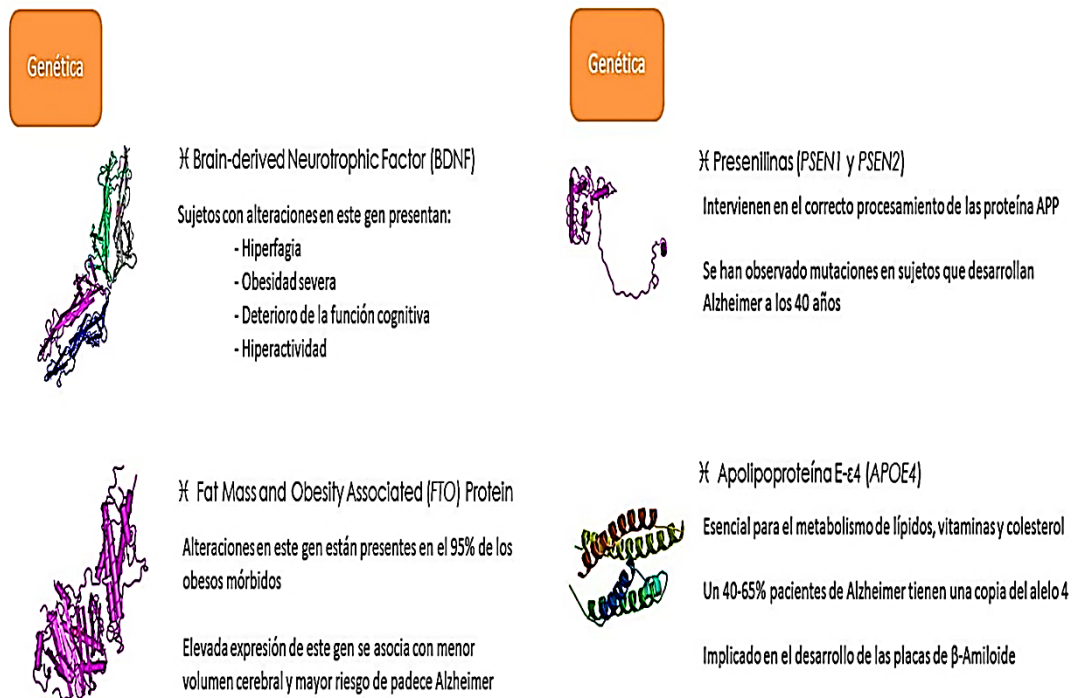 Genética
Ӿ Brain-derived Neurotrophic Factor (BDNF)
Sujetos con alteraciones en este gen presentan:
- Hiperfagia
- Obesidad severa
- Deterioro de la función cognitiva
- Hiperactividad
Ӿ Fat Mass and Obesity Associated (FTO) Protein
Alteraciones en este gen están presentes en el 95% de los
obesos mórbidos
Elevada expresión de este gen se asocia con menor
volumen cerebral y mayor riesgo de padece Alzheimer
Genética
Ӿ Presenilinas (PSEN1 y PSEN2)
Intervienen en el correcto procesamiento de las proteína APP
Se han observado mutaciones en sujetos que desarrollan
Alzheimer a los 40 años
Ӿ Apolipoproteína E-ε4 (APOE4)
Esencial para el metabolismo de lípidos, vitaminas y colesterol
Un 40-65% pacientes de Alzheimer tienen una copia del alelo 4
Implicado en el desarrollo de las placas de β-Amiloide